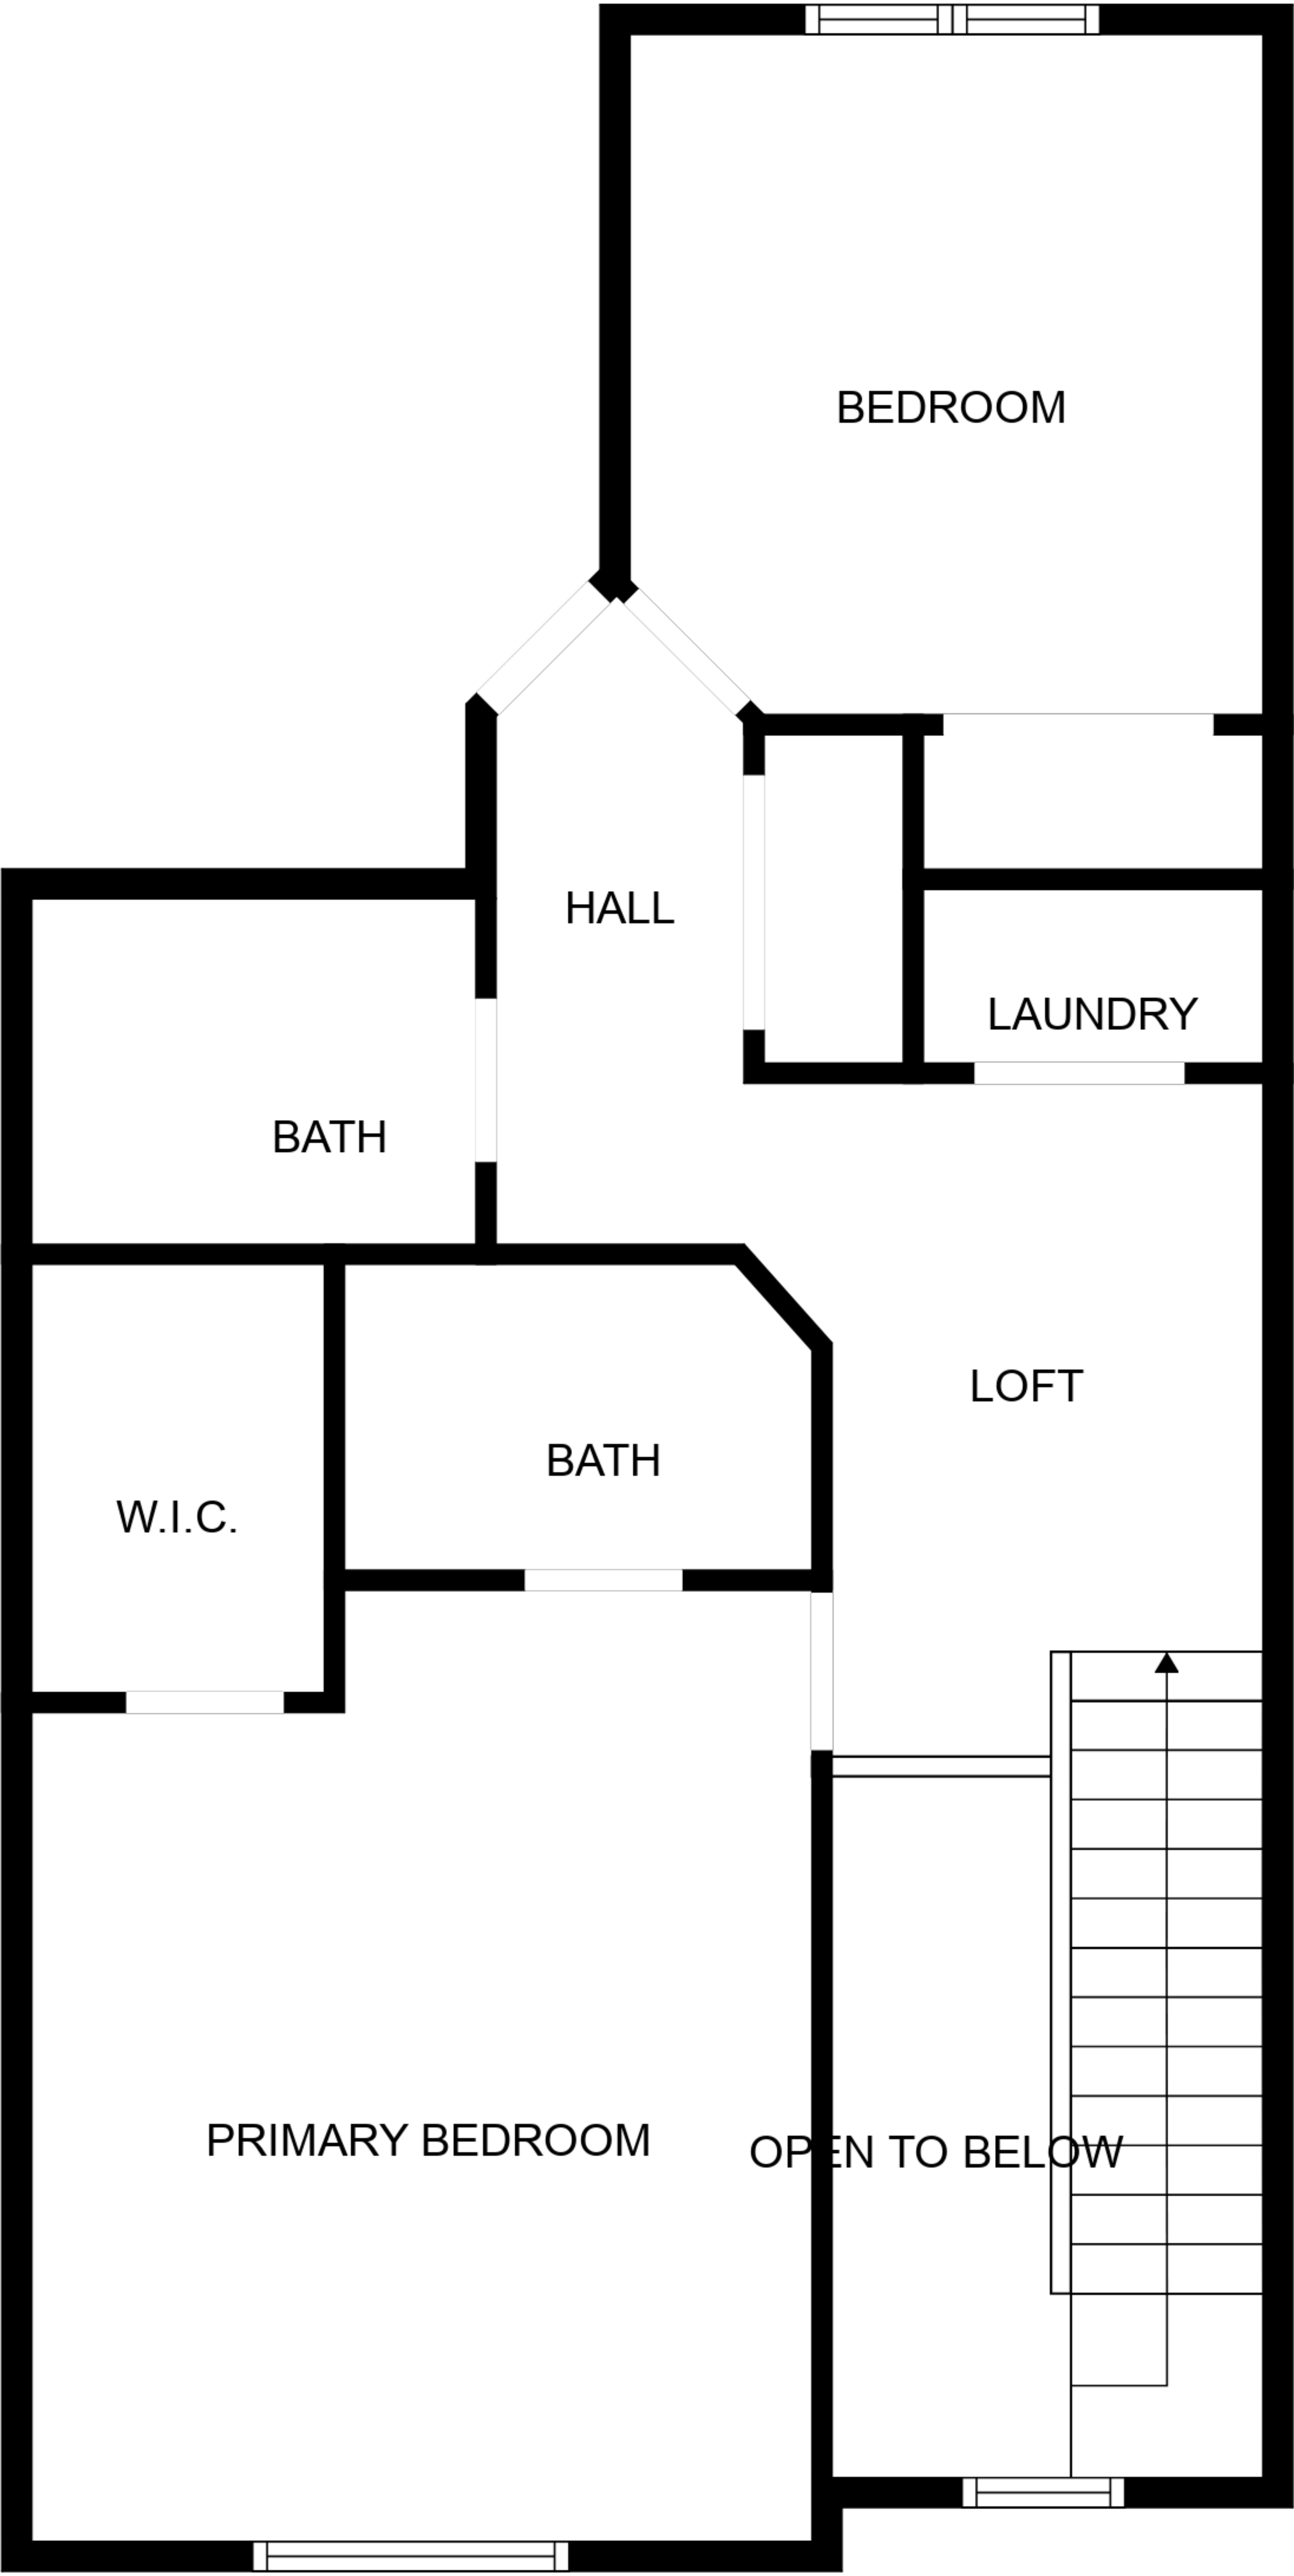 BEDROOM
HALL
LAUNDRY
BATH
LOFT
BATH
W.I.C.
PRIMARY BEDROOM
OPEN TO BELOW